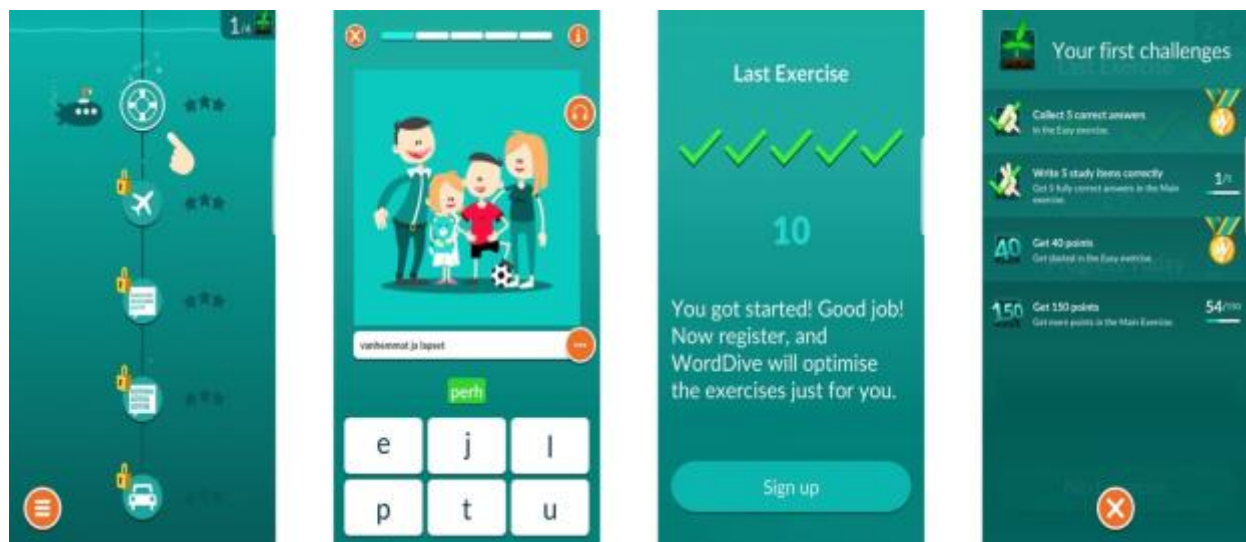 1/4
vanhemmat ja lapset
perh
e j l
p t u
Last Exercise
10
You got started! Good job!
Now register, and
WordDive will optimise
the exercises just for you.
Sign up
Your first challenges
Collect 5 correct answers
In the Easy exercise.
Write 5 study items correctly
Get 5 fully correct answers in the Main
exercise.
40
Get 40 points
Get started in the Easy exercise.
150
Get 150 points
54/150
Get more points in the Main Exercise.